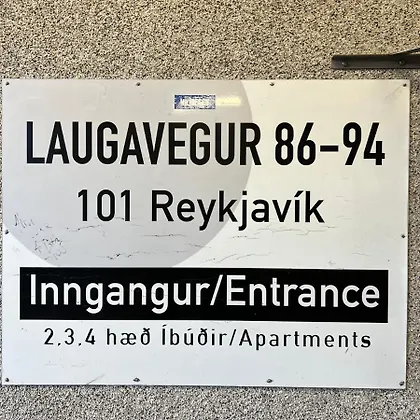 LAUGAVEGUR 86-94
101 Reykjavík
Inngangur/Entrance
2,3,4 hæð Íbúðir/Apartments